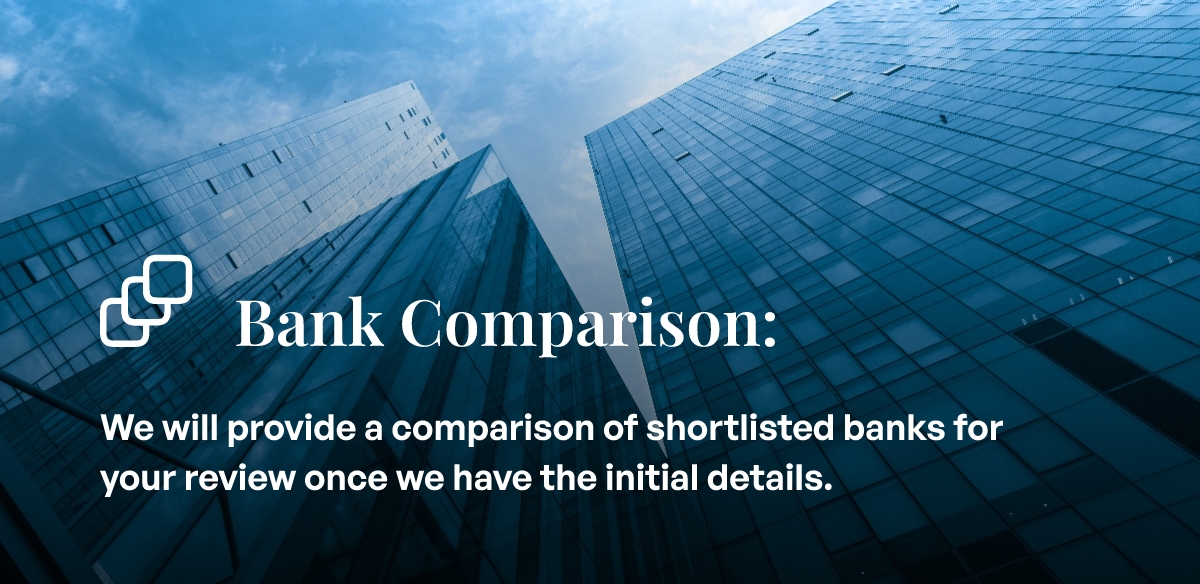 Bank Comparison:
We will provide a comparison of shortlisted banks for
your review once we have the initial details.